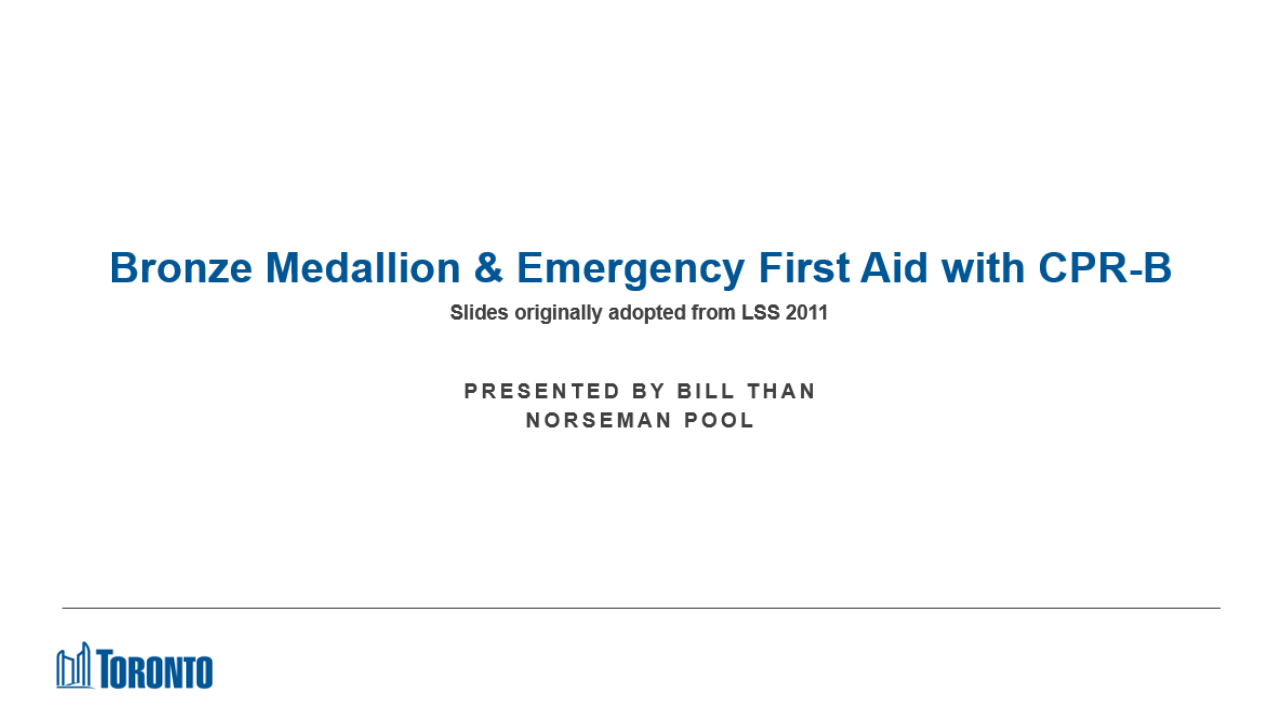 Bronze Medallion & Emergency First Aid with CPR-B
Slides originally adopted from LSS 2011
PRESENTED BY BILL THAN
NORSEMAN POOL
TORONTO